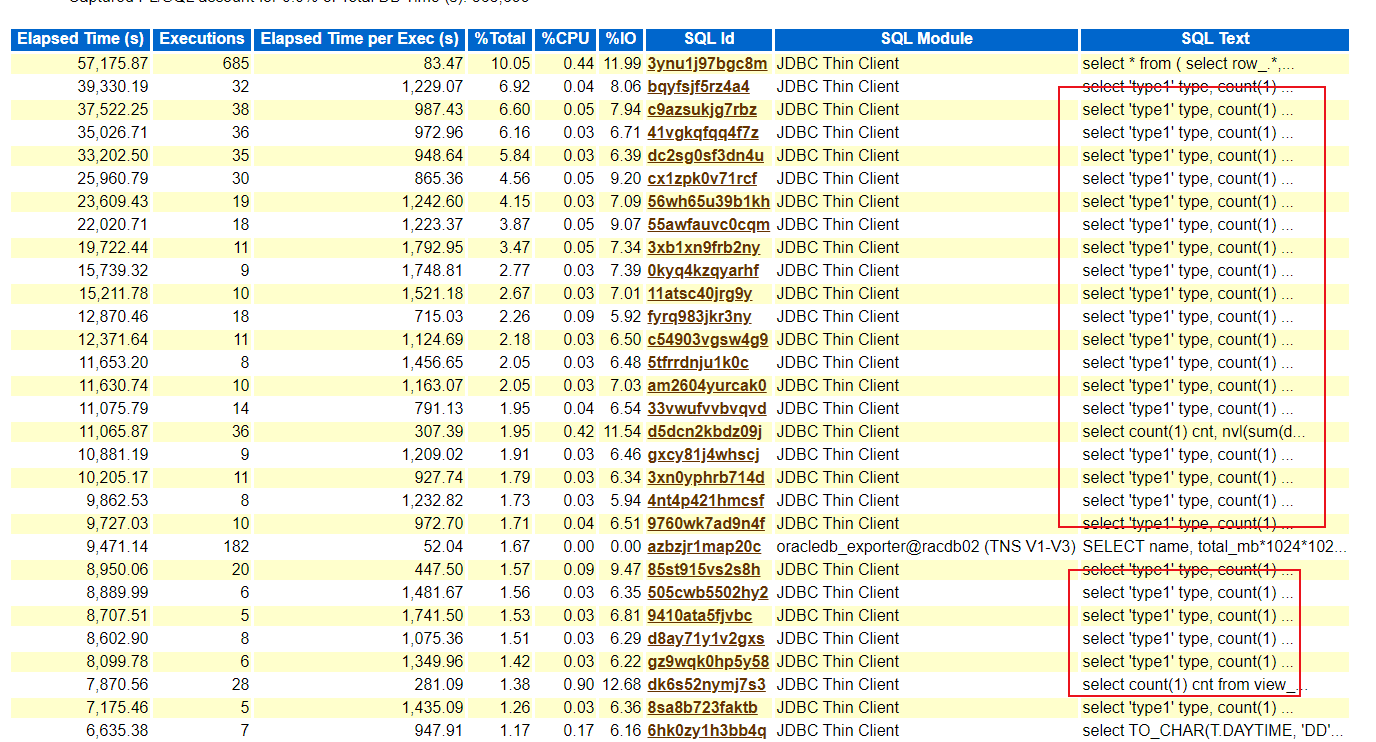 Captured PL/SQL account for 0.0% of Total DB Time (s):
Elapsed Time (s) Executions Elapsed Time per Exec (s) %Total %CPU %IO SQL Id SQL Module SQL Text
57,175.87 685 83.47 10.05 0.44 11.99 3ynu1j97bgc8m JDBC Thin Client select * from ( select row_.*,...
39,330.19 32 1,229.07 6.92 0.04 8.06 bqyfsjf5rz4a4 JDBC Thin Client select 'type1' type, count(1) ...
37,522.25 38 987.43 6.60 0.05 7.94 c9azsukjg7rbz JDBC Thin Client select 'type1' type, count(1) ...
35,026.71 36 972.96 6.16 0.03 6.71 41vgkqfqq4f7z JDBC Thin Client select 'type1' type, count(1) ...
33,202.50 35 948.64 5.84 0.03 6.39 dc2sg0sf3dn4u JDBC Thin Client select 'type1' type, count(1) ...
25,960.79 30 865.36 4.56 0.05 9.20 cx1zpk0v71rcf JDBC Thin Client select 'type1' type, count(1) ...
23,609.43 19 1,242.60 4.15 0.03 7.09 56wh65u39b1kh JDBC Thin Client select 'type1' type, count(1) ...
22,020.71 18 1,223.37 3.87 0.05 9.07 55awfauvc0cqm JDBC Thin Client select 'type1' type, count(1) ...
19,722.44 11 1,792.95 3.47 0.05 7.34 3xb1xn9frb2ny JDBC Thin Client select 'type1' type, count(1) ...
15,739.32 9 1,748.81 2.77 0.03 7.39 0kyq4kzqyarhf JDBC Thin Client select 'type1' type, count(1) ...
15,211.78 10 1,521.18 2.67 0.03 7.01 11atsc40jrg9y JDBC Thin Client select 'type1' type, count(1) ...
12,870.46 18 715.03 2.26 0.09 5.92 fyrq983jkr3ny JDBC Thin Client select 'type1' type, count(1) ...
12,371.64 11 1,124.69 2.18 0.03 6.50 c54903vgsw4g9 JDBC Thin Client select 'type1' type, count(1) ...
11,653.20 8 1,456.65 2.05 0.03 6.48 5tfrrdnju1k0c JDBC Thin Client select 'type1' type, count(1) ...
11,630.74 10 1,163.07 2.05 0.03 7.03 am2604yurcak0 JDBC Thin Client select 'type1' type, count(1) ...
11,075.79 14 791.13 1.95 0.04 6.54 33vwufvvbvqvd JDBC Thin Client select 'type1' type, count(1) ...
11,065.87 36 307.39 1.95 0.42 11.54 d5dcn2kbdz09j JDBC Thin Client select count(1) cnt, nvl(sum(d...
10,881.19 9 1,209.02 1.91 0.03 6.46 gxcy81j4whscj JDBC Thin Client select 'type1' type, count(1) ...
10,205.17 11 927.74 1.79 0.03 6.34 3xn0yphrb714d JDBC Thin Client select 'type1' type, count(1) ...
9,862.53 8 1,232.82 1.73 0.03 5.94 4nt4p421hmcsf JDBC Thin Client select 'type1' type, count(1) ...
9,727.03 10 972.70 1.71 0.04 6.51 9760wk7ad9n4f JDBC Thin Client select 'type1' type, count(1) ...
9,471.14 182 52.04 1.67 0.00 0.00 azbzjr1map20c oracledb_exporter@racdb02 (TNS V1-V3) SELECT name, total_mb*1024*102...
8,950.06 20 447.50 1.57 0.09 9.47 85st915vs2s8h JDBC Thin Client select 'type1' type, count(1) ...
8,889.99 6 1,481.67 1.56 0.03 6.35 505cwb5502hy2 JDBC Thin Client select 'type1' type, count(1) ...
8,707.51 5 1,741.50 1.53 0.03 6.81 9410ata5fjvbc JDBC Thin Client select 'type1' type, count(1) ...
8,602.90 8 1,075.36 1.51 0.03 6.29 d8ay71y1v2gxs JDBC Thin Client select 'type1' type, count(1) ...
8,099.78 6 1,349.96 1.42 0.03 6.22 gz9wqk0hp5y58 JDBC Thin Client select 'type1' type, count(1) ...
7,870.56 28 281.09 1.38 0.90 12.68 dk6s52nymj7s3 JDBC Thin Client select count(1) cnt from view_...
7,175.46 5 1,435.09 1.26 0.03 6.36 8sa8b723faktb JDBC Thin Client select 'type1' type, count(1) ...
6,635.38 7 947.91 1.17 0.17 6.16 6hk0zy1h3bb4q JDBC Thin Client select TO_CHAR(T.DAYTIME, 'DD'...